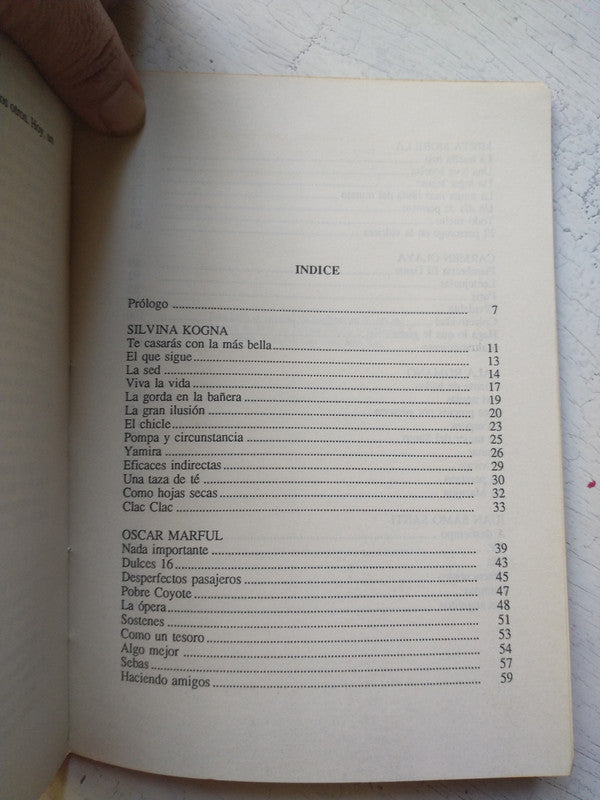 os otros. Hoy, un
INDICE
Prólogo ........ 7
SILVINA KOGNA
Te casarás con la más bella ........ 11
El que sigue ........ 13
La sed ........ 14
Viva la vida ........ 17
La gorda en la bañera ........ 19
La gran ilusión ........ 20
El chicle ........ 23
Pompa y circunstancia ........ 25
Yamira ........ 26
Eficaces indirectas ........ 29
Una taza de té ........ 30
Como hojas secas ........ 32
Clac Clac ........ 33
OSCAR MARFUL
Nada importante ........ 39
Dulces 16 ........ 43
Desperfectos pasajeros ........ 45
Pobre Coyote ........ 47
La ópera ........ 48
Sostenes ........ 51
Como un tesoro ........ 53
Algo mejor ........ 54
Sebas ........ 57
Haciendo amigos ........ 59